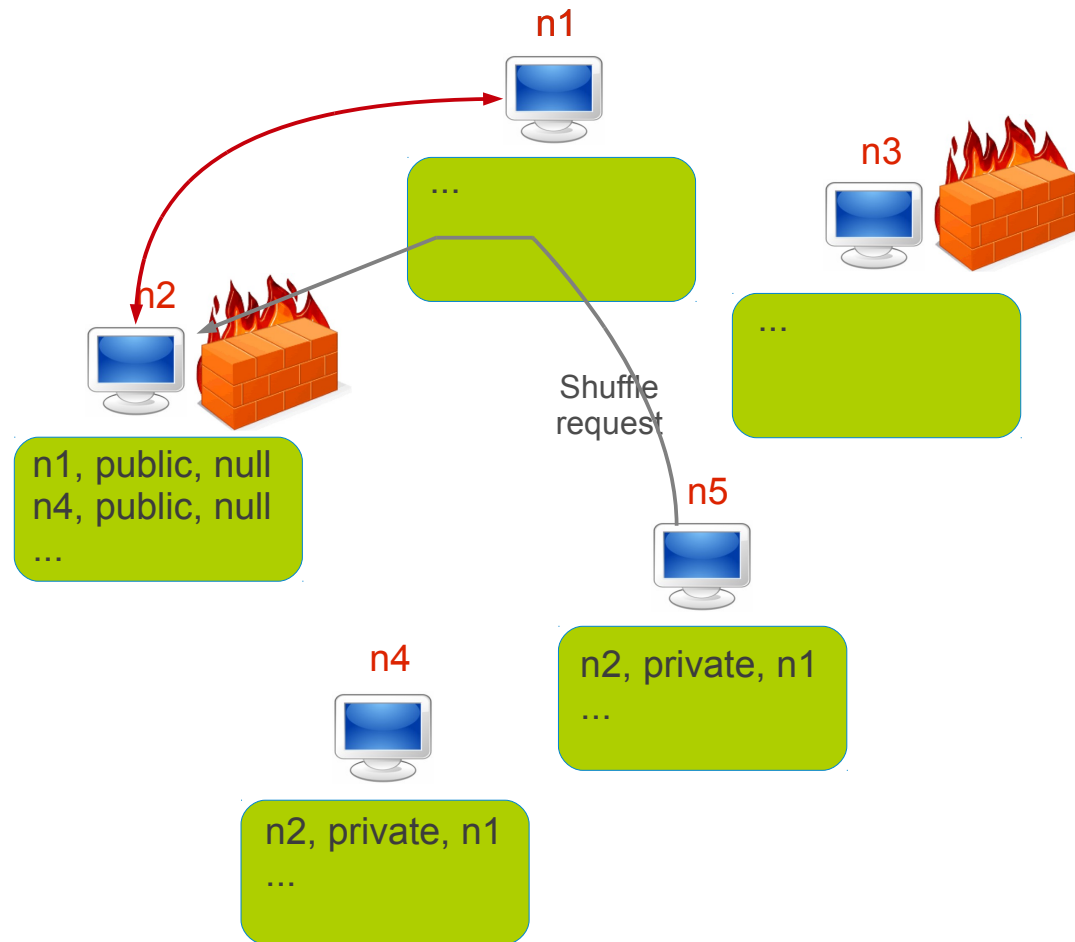 n1
...
n3
...
n2
n1, public, null
n4, public, null
...
Shuffle
request
n5
n2, private, n1
...
n4
n2, private, n1
...